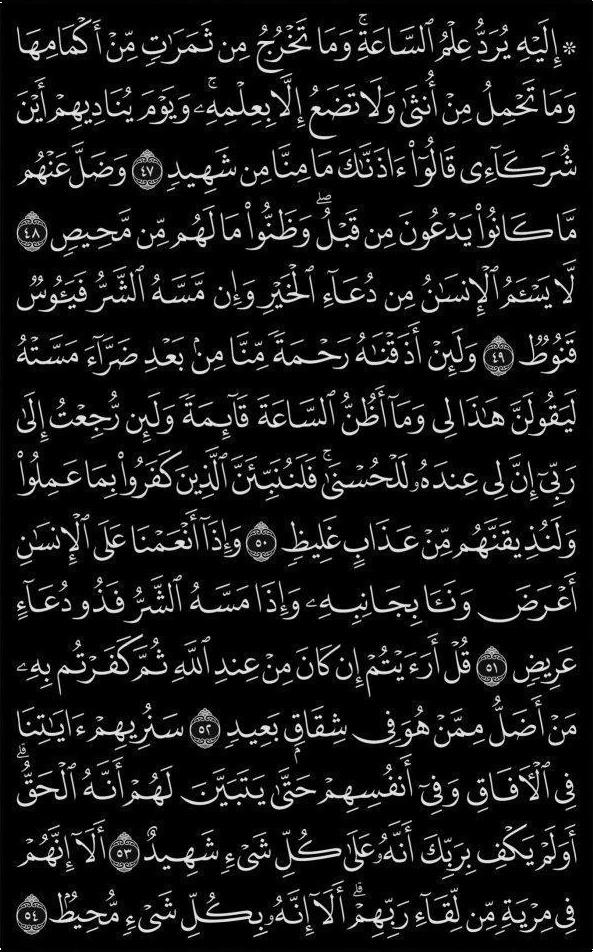 ۞ إِلَيْهِ يُرَدُّ عِلْمُ ٱلسَّاعَةِۚ وَمَا تَخْرُجُ مِن ثَمَرَٰتٍ مِّنْ أَكْمَامِهَا
وَمَا تَحْمِلُ مِنْ أُنثَىٰ وَلَا تَضَعُ إِلَّا بِعِلْمِهِۦۚ وَيَوْمَ يُنَادِيهِمْ أَيْنَ
شُرَكَآءِى قَالُوٓا۟ ءَاذَنَّٰكَ مَا مِنَّا مِن شَهِيدٍ ٤٧ وَضَلَّ عَنْهُم
مَّا كَانُوا۟ يَدْعُونَ مِن قَبْلُۖ وَظَنُّوا۟ مَا لَهُم مِّن مَّحِيصٍ ٤٨
لَّا يَسْـَٔمُ ٱلْإِنسَٰنُ مِن دُعَآءِ ٱلْخَيْرِ وَإِن مَّسَّهُ ٱلشَّرُّ فَيَـُٔوسٌ
قَنُوطٌ ٤٩ وَلَئِنْ أَذَقْنَٰهُ رَحْمَةً مِّنَّا مِنۢ بَعْدِ ضَرَّآءَ مَسَّتْهُ
لَيَقُولَنَّ هَٰذَا لِى وَمَآ أَظُنُّ ٱلسَّاعَةَ قَآئِمَةً وَلَئِن رُّجِعْتُ إِلَىٰ
رَبِّىٓ إِنَّ لِى عِندَهُۥ لَلْحُسْنَىٰۚ فَلَنُنَبِّئَنَّ ٱلَّذِينَ كَفَرُوا۟ بِمَا عَمِلُوا۟
وَلَنُذِيقَنَّهُم مِّنْ عَذَابٍ غَلِيظٍ ٥٠ وَإِذَآ أَنْعَمْنَا عَلَى ٱلْإِنسَٰنِ
أَعْرَضَ وَنَـَٔا بِجَانِبِهِۦ وَإِذَا مَسَّهُ ٱلشَّرُّ فَذُو دُعَآءٍ
عَرِيضٍ ٥١ قُلْ أَرَءَيْتُمْ إِن كَانَ مِنْ عِندِ ٱللَّهِ ثُمَّ كَفَرْتُم بِهِۦ
مَنْ أَضَلُّ مِمَّنْ هُوَ فِى شِقَاقٍۭ بَعِيدٍ ٥٢ سَنُرِيهِمْ ءَايَٰتِنَا
فِى ٱلْءَافَاقِ وَفِىٓ أَنفُسِهِمْ حَتَّىٰ يَتَبَيَّنَ لَهُمْ أَنَّهُ ٱلْحَقُّۗ
أَوَلَمْ يَكْفِ بِرَبِّكَ أَنَّهُۥ عَلَىٰ كُلِّ شَىْءٍ شَهِيدٌ ٥٣ أَلَآ إِنَّهُمْ
فِى مِرْيَةٍ مِّن لِّقَآءِ رَبِّهِمْۗ أَلَآ إِنَّهُۥ بِكُلِّ شَىْءٍ مُّحِيطٌۢ ٥٤